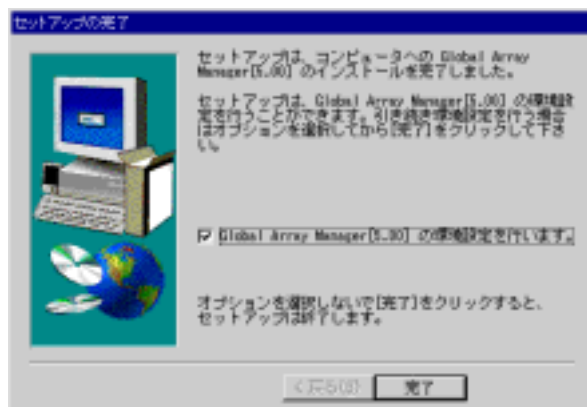 セットアップの完了
セットアップは、コンピュータへの Global Array
Manager[5.00] のインストールを完了しました。
セットアップは、Global Array Manager[5.00] の環境設
定を行うことができます。引き続き環境設定を行う場合
はオプションを選択してから[完了]をクリックして下さ
い。
Global Array Manager[5.00] の環境設定を行います。
オプションを選択しないで[完了]をクリックすると、
セットアップは終了します。
< 戻る(B)
完了